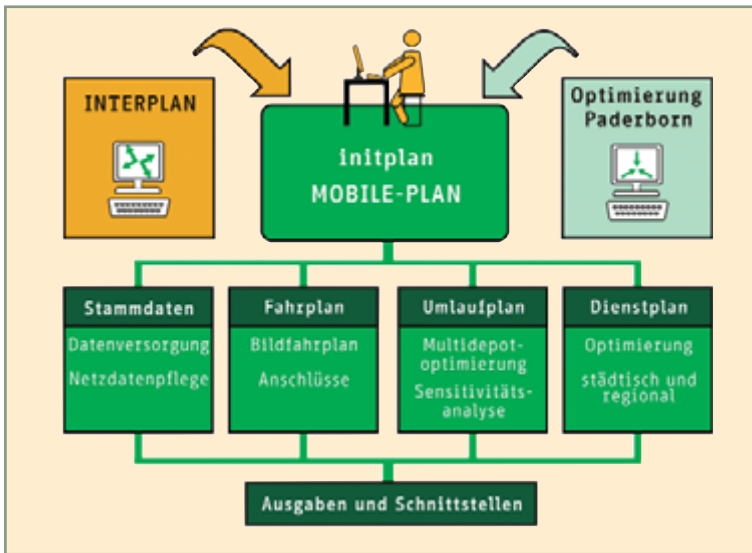 INTERPLAN
initplan
MOBILE-PLAN
Optimierung
Paderborn
Stammdaten
Datenversorgung
Netzdatenpflege
Fahrplan
Bildfahrplan
Anschlüsse
Umlaufplan
Multidepot-
optimierung
Sensitivitäts-
analyse
Dienstplan
Optimierung
städtisch und
regional
Ausgaben und Schnittstellen